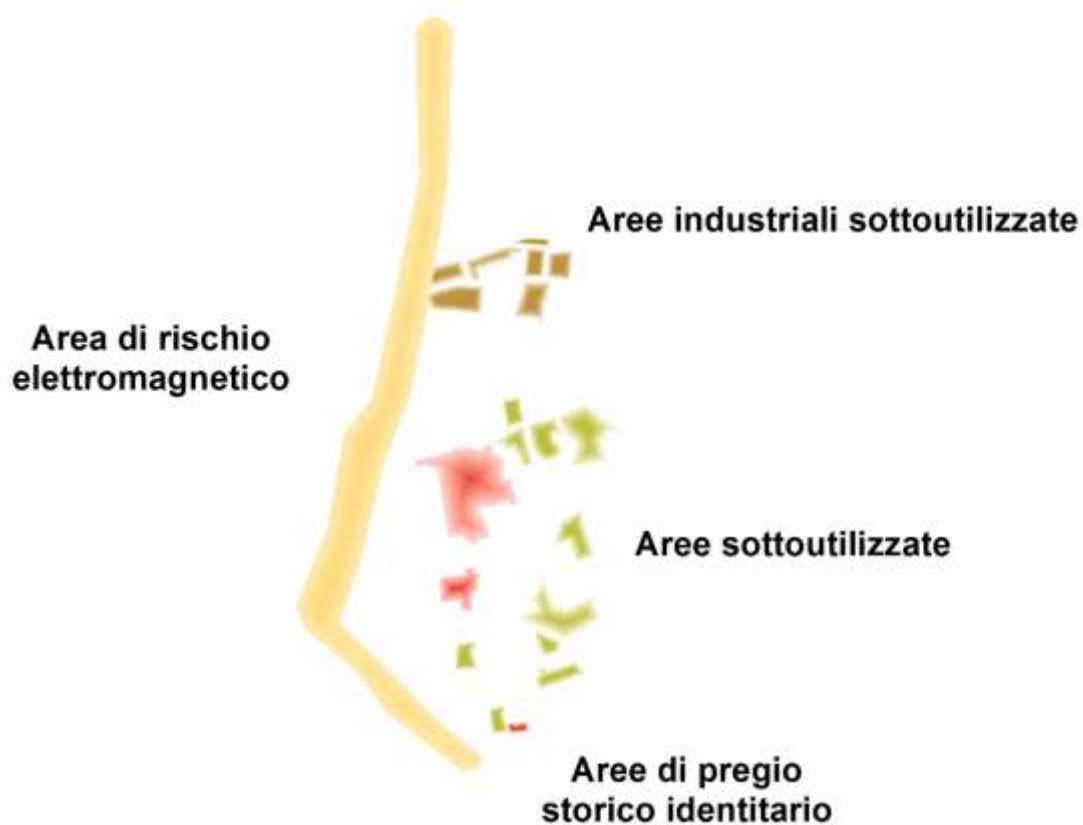 Aree industriali sottoutilizzate
Area di rischio
elettromagnetico
Aree sottoutilizzate
Aree di pregio
storico identitario